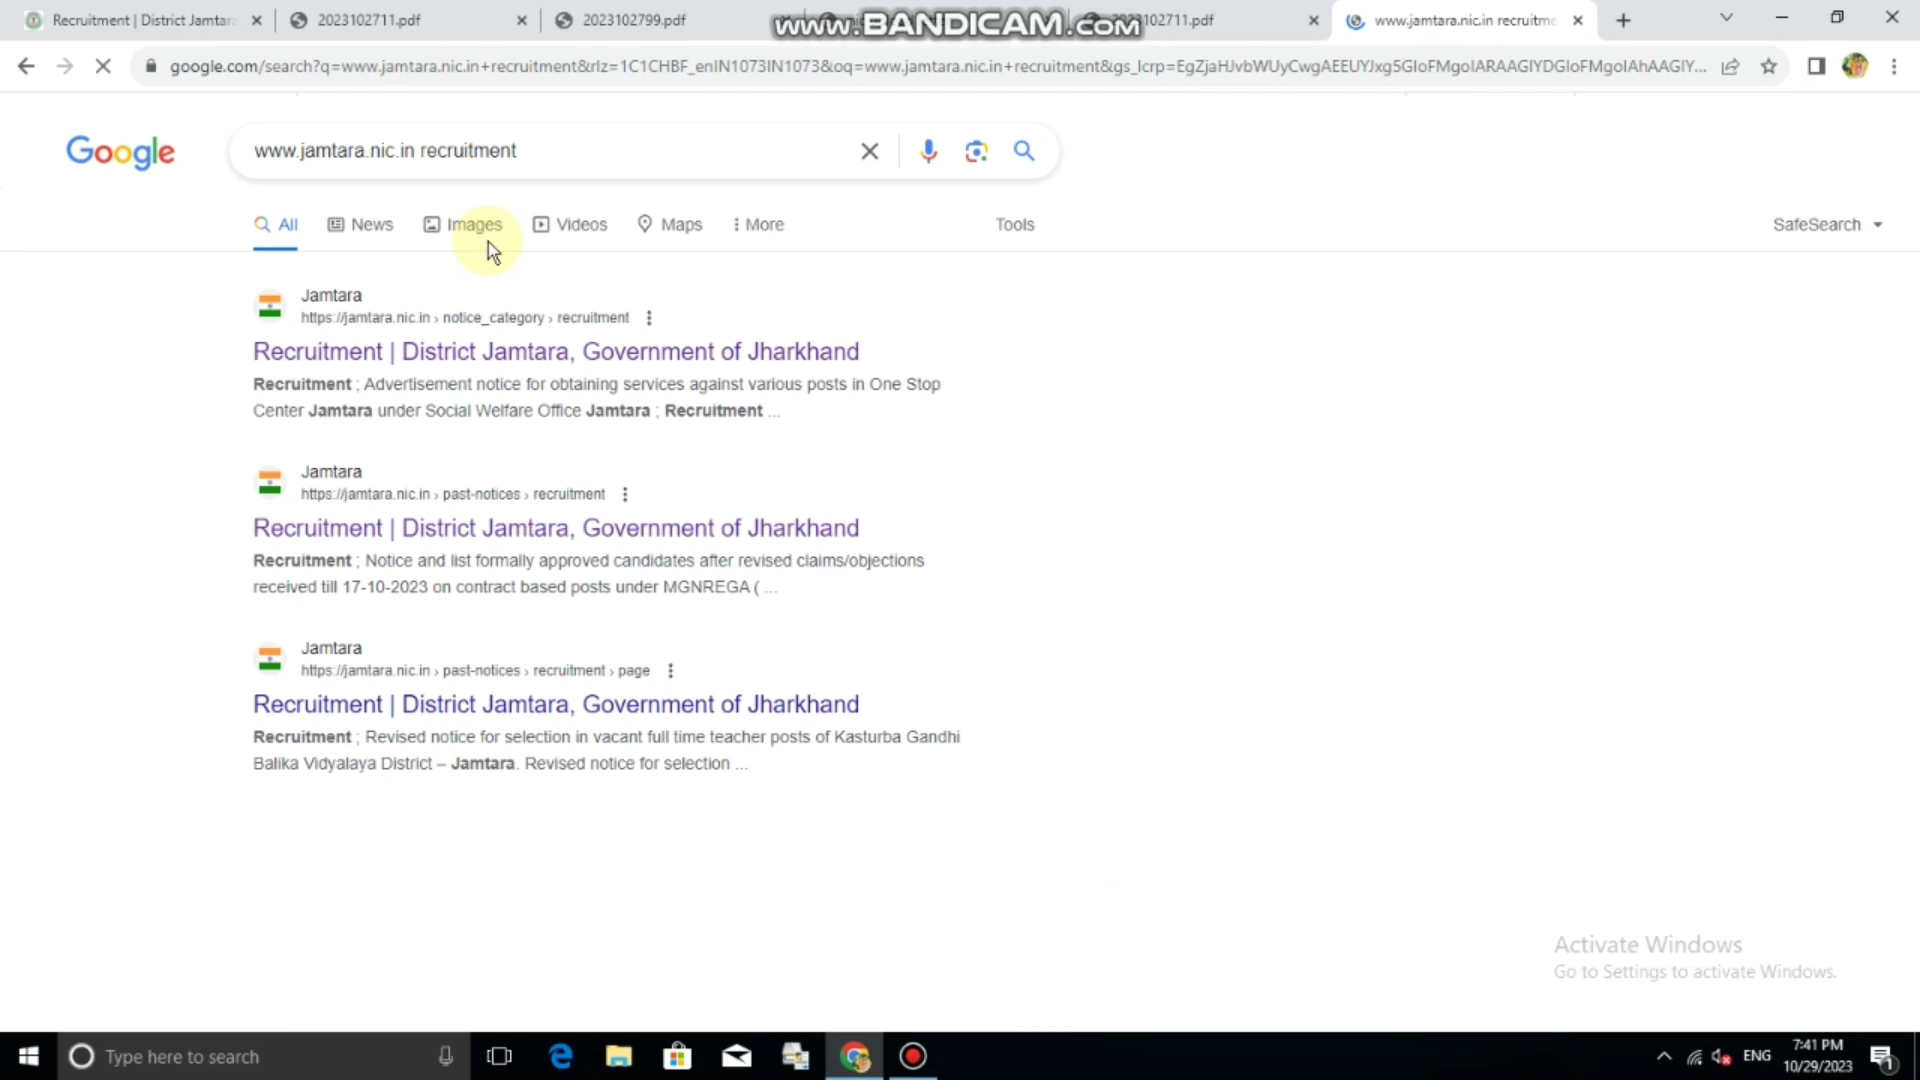 Recruitment | District Jamtara
2023102711.pdf
2023102799.pdf
www.BANDICAM.com
2023102711.pdf
www.jamtara.nic.in recruitme
google.com/search?q=www.jamtara.nic.in+recruitment&rlz=1C1CHBF_enIN1073IN1073&oq=www.jamtara.nic.in+recruitment&gs_lcrp=EgZjaHJvbWUyCwgAEEUYJxg5GIoFMgoIARAAGIYDGIoFMgoIAhAAGIY...
Google
www.jamtara.nic.in recruitment
All
News
Images
Videos
Maps
More
Tools
SafeSearch
Jamtara
https://jamtara.nic.in › notice_category › recruitment
Recruitment | District Jamtara, Government of Jharkhand
Recruitment ; Advertisement notice for obtaining services against various posts in One Stop
Center Jamtara under Social Welfare Office Jamtara ; Recruitment ...
Jamtara
https://jamtara.nic.in › past-notices › recruitment
Recruitment | District Jamtara, Government of Jharkhand
Recruitment ; Notice and list formally approved candidates after revised claims/objections
received till 17-10-2023 on contract based posts under MGNREGA ( ...
Jamtara
https://jamtara.nic.in › past-notices › recruitment › page
Recruitment | District Jamtara, Government of Jharkhand
Recruitment ; Revised notice for selection in vacant full time teacher posts of Kasturba Gandhi
Balika Vidyalaya District – Jamtara. Revised notice for selection ...
Activate Windows
Go to Settings to activate Windows.
Type here to search
ENG
7:41 PM
10/29/2023
1